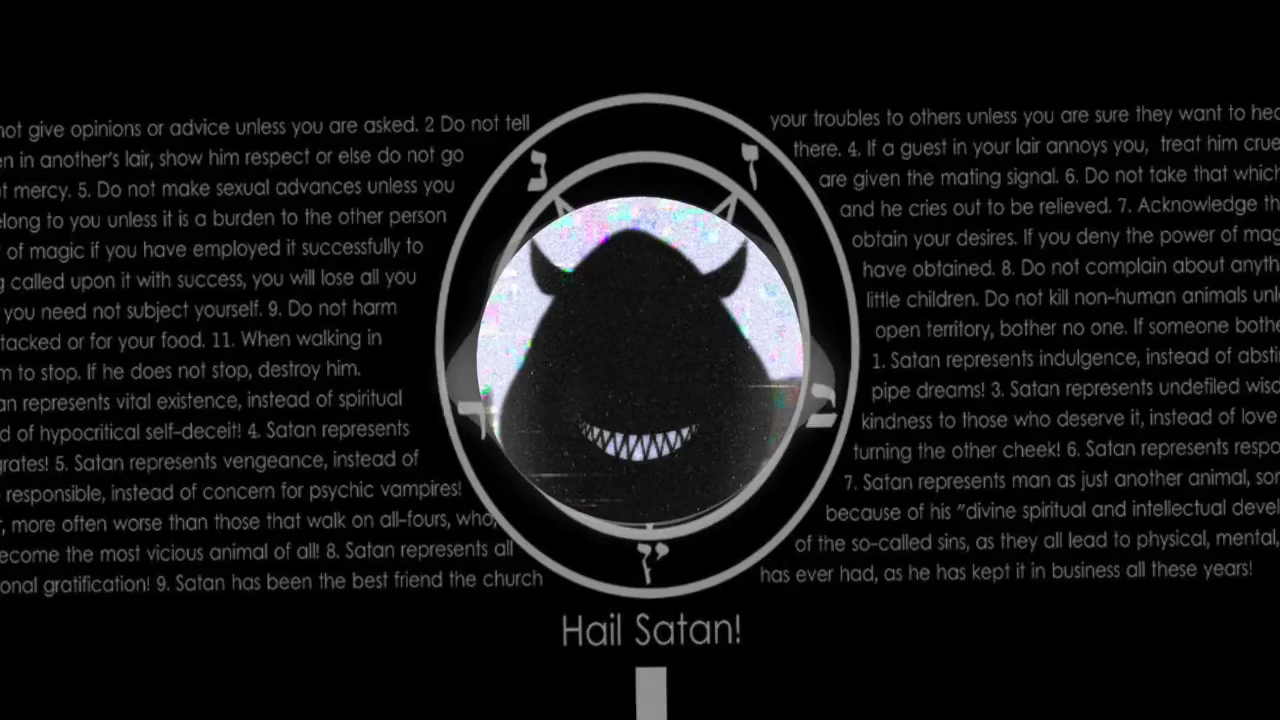 not give opinions or advice unless you are asked. 2 Do not tell your troubles to others unless you are sure they want to hea
en in another's lair, show him respect or else do not go there. 4. If a guest in your lair annoys you, treat him crue
t mercy. 5. Do not make sexual advances unless you are given the mating signal. 6. Do not take that which
elong to you unless it is a burden to the other person and he cries out to be relieved. 7. Acknowledge th
of magic if you have employed it successfully to obtain your desires. If you deny the power of mag
g called upon it with success, you will lose all you have obtained. 8. Do not complain about anyth
you need not subject yourself. 9. Do not harm little children. Do not kill non-human animals unl
tacked or for your food. 11. When walking in open territory, bother no one. If someone bothe
m to stop. If he does not stop, destroy him. 1. Satan represents indulgence, instead of absti
an represents vital existence, instead of spiritual pipe dreams! 3. Satan represents undefiled wisd
d of hypocritical self-deceit! 4. Satan represents kindness to those who deserve it, instead of love
grates! 5. Satan represents vengeance, instead of turning the other cheek! 6. Satan represents respo
responsible, instead of concern for psychic vampires! 7. Satan represents man as just another animal, som
r, more often worse than those that walk on all-fours, who, because of his "divine spiritual and intellectual devel
ecome the most vicious animal of all! 8. Satan represents all of the so-called sins, as they all lead to physical, mental,
onal gratification! 9. Satan has been the best friend the church has ever had, as he has kept it in business all these years!
Hail Satan!